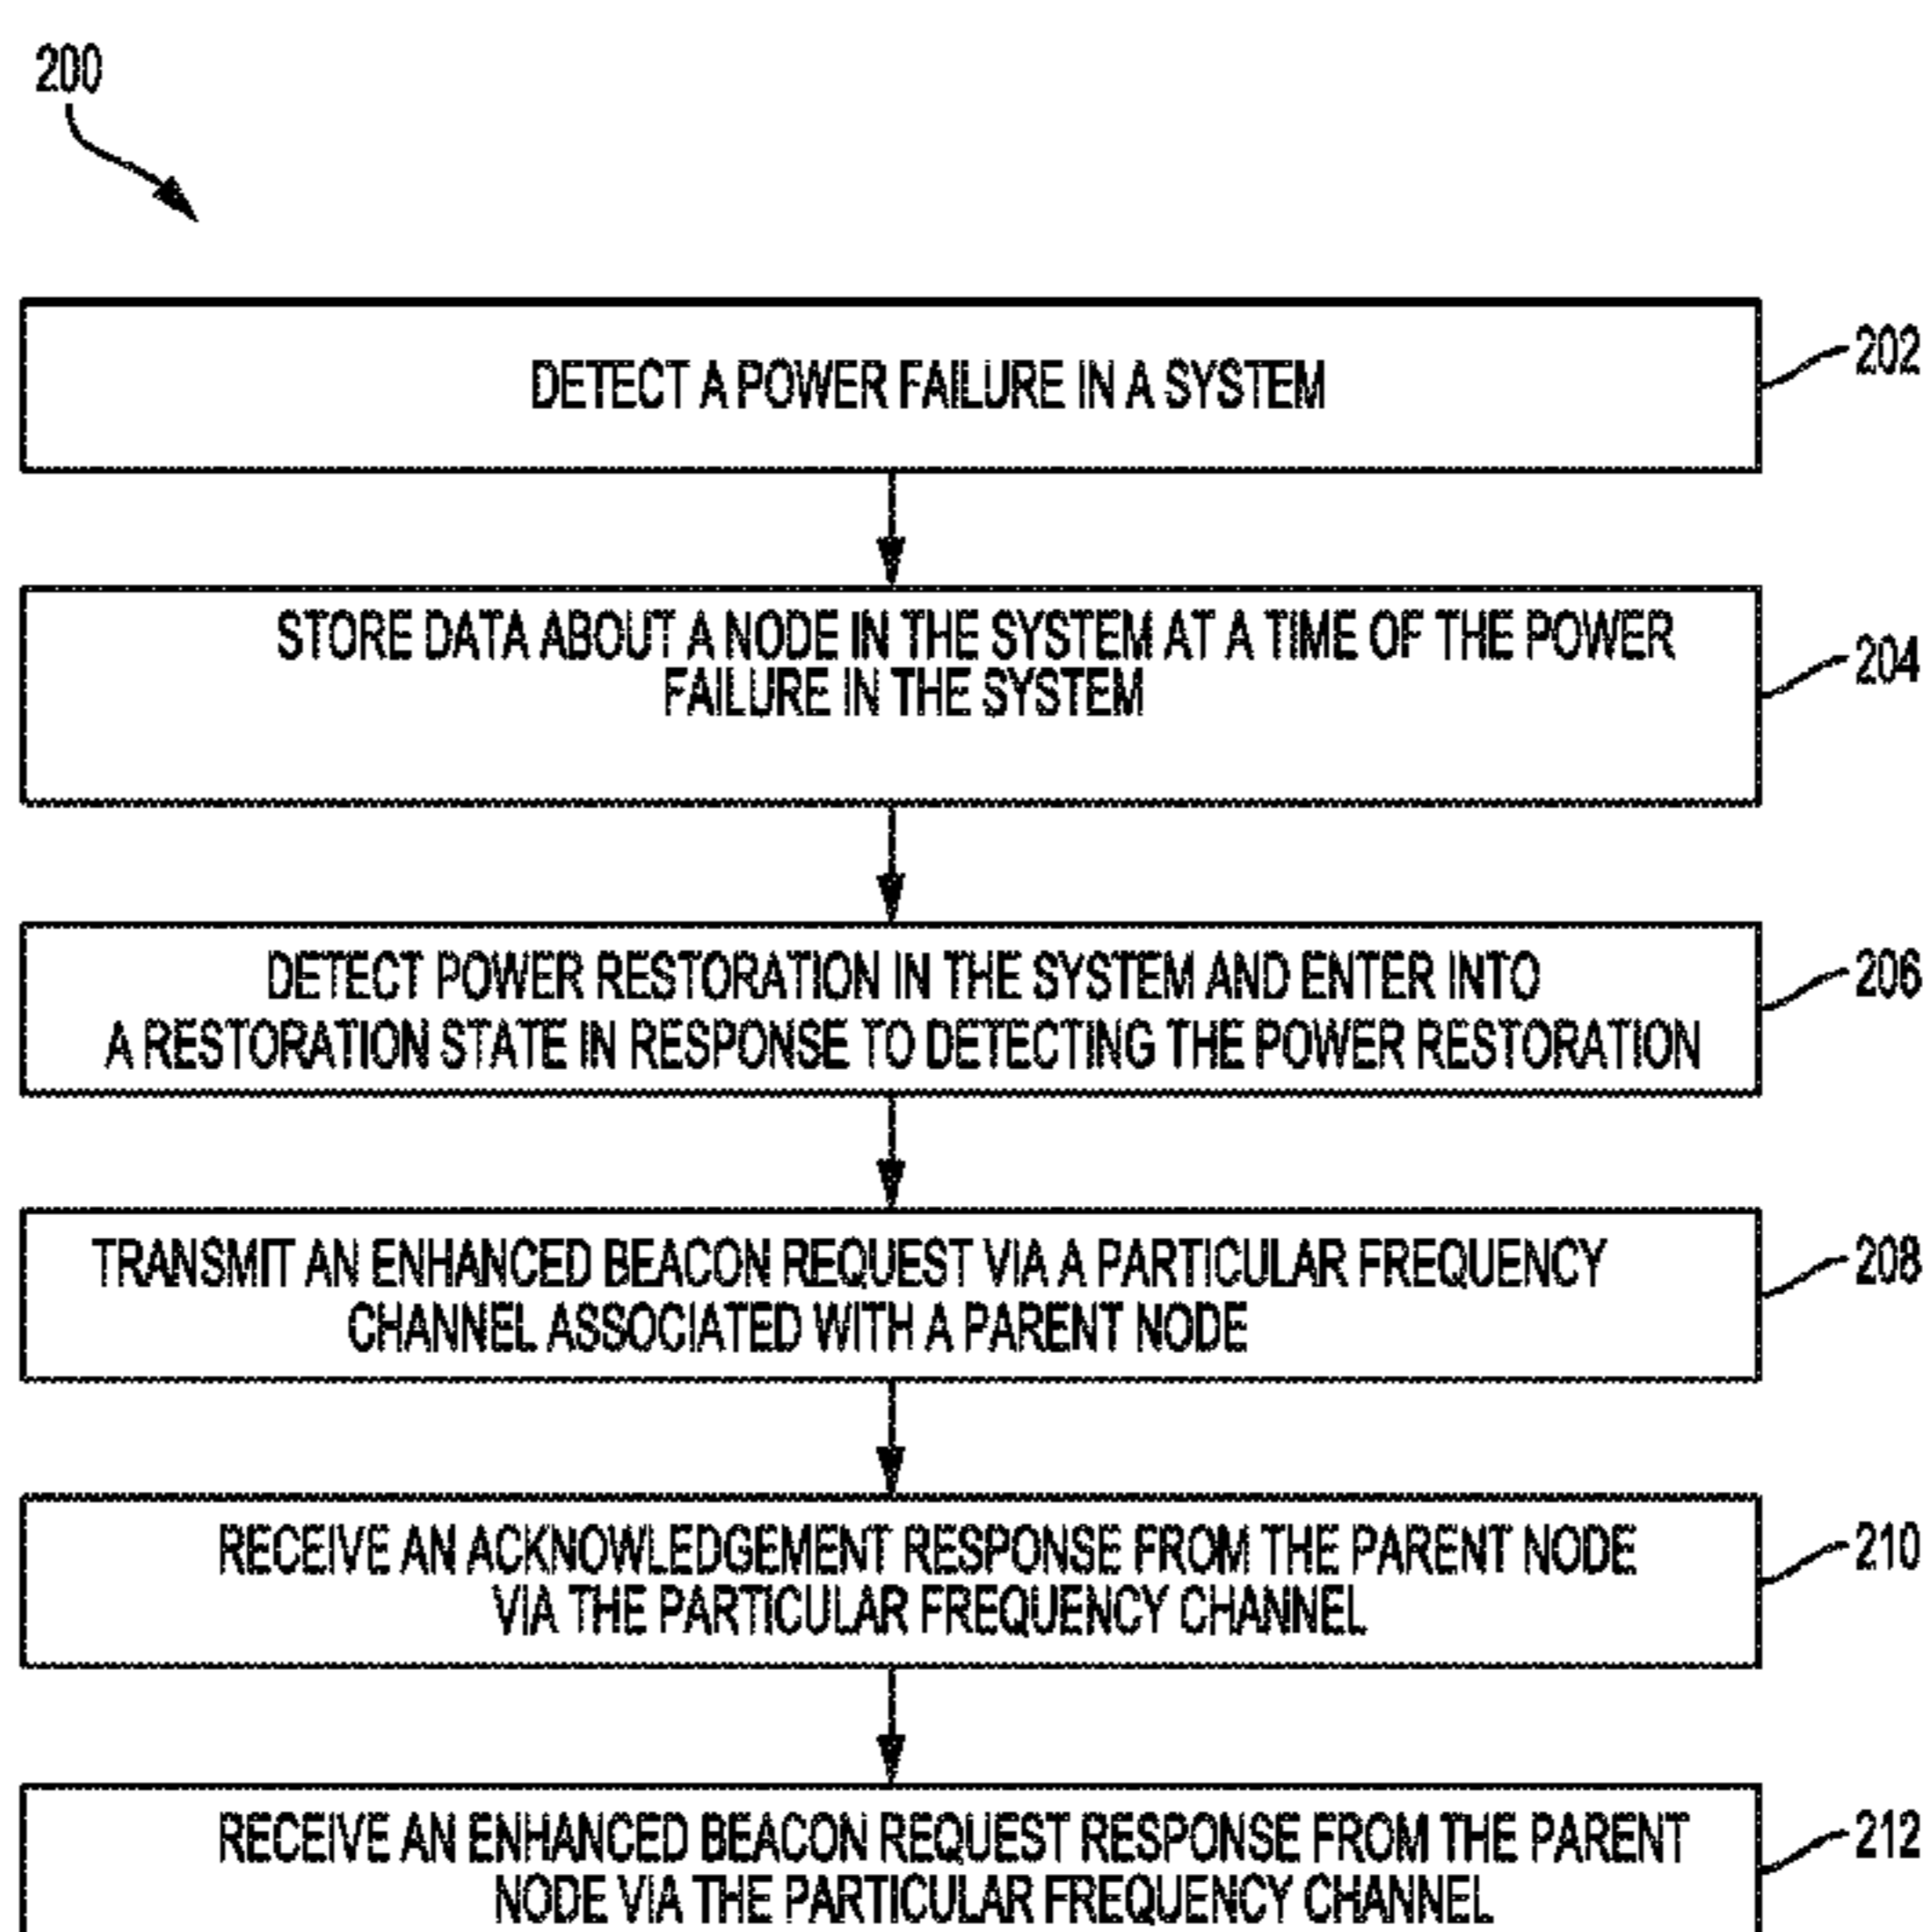 200
DETECT A POWER FAILURE IN A SYSTEM
202
STORE DATA ABOUT A NODE IN THE SYSTEM AT A TIME OF THE POWER
FAILURE IN THE SYSTEM
204
DETECT POWER RESTORATION IN THE SYSTEM AND ENTER INTO
A RESTORATION STATE IN RESPONSE TO DETECTING THE POWER RESTORATION
206
TRANSMIT AN ENHANCED BEACON REQUEST VIA A PARTICULAR FREQUENCY
CHANNEL ASSOCIATED WITH A PARENT NODE
208
RECEIVE AN ACKNOWLEDGEMENT RESPONSE FROM THE PARENT NODE
VIA THE PARTICULAR FREQUENCY CHANNEL
210
RECEIVE AN ENHANCED BEACON REQUEST RESPONSE FROM THE PARENT
NODE VIA THE PARTICULAR FREQUENCY CHANNEL
212